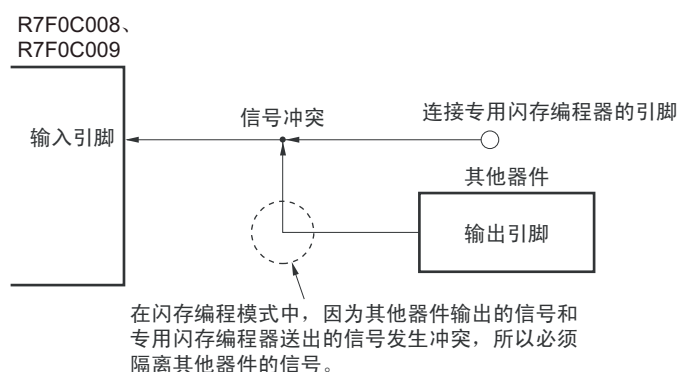 R7F0C008、
R7F0C009
输入引脚
信号冲突
连接专用闪存编程器的引脚
其他器件
输出引脚
在闪存编程模式中，因为其他器件输出的信号和
专用闪存编程器送出的信号发生冲突，所以必须
隔离其他器件的信号。